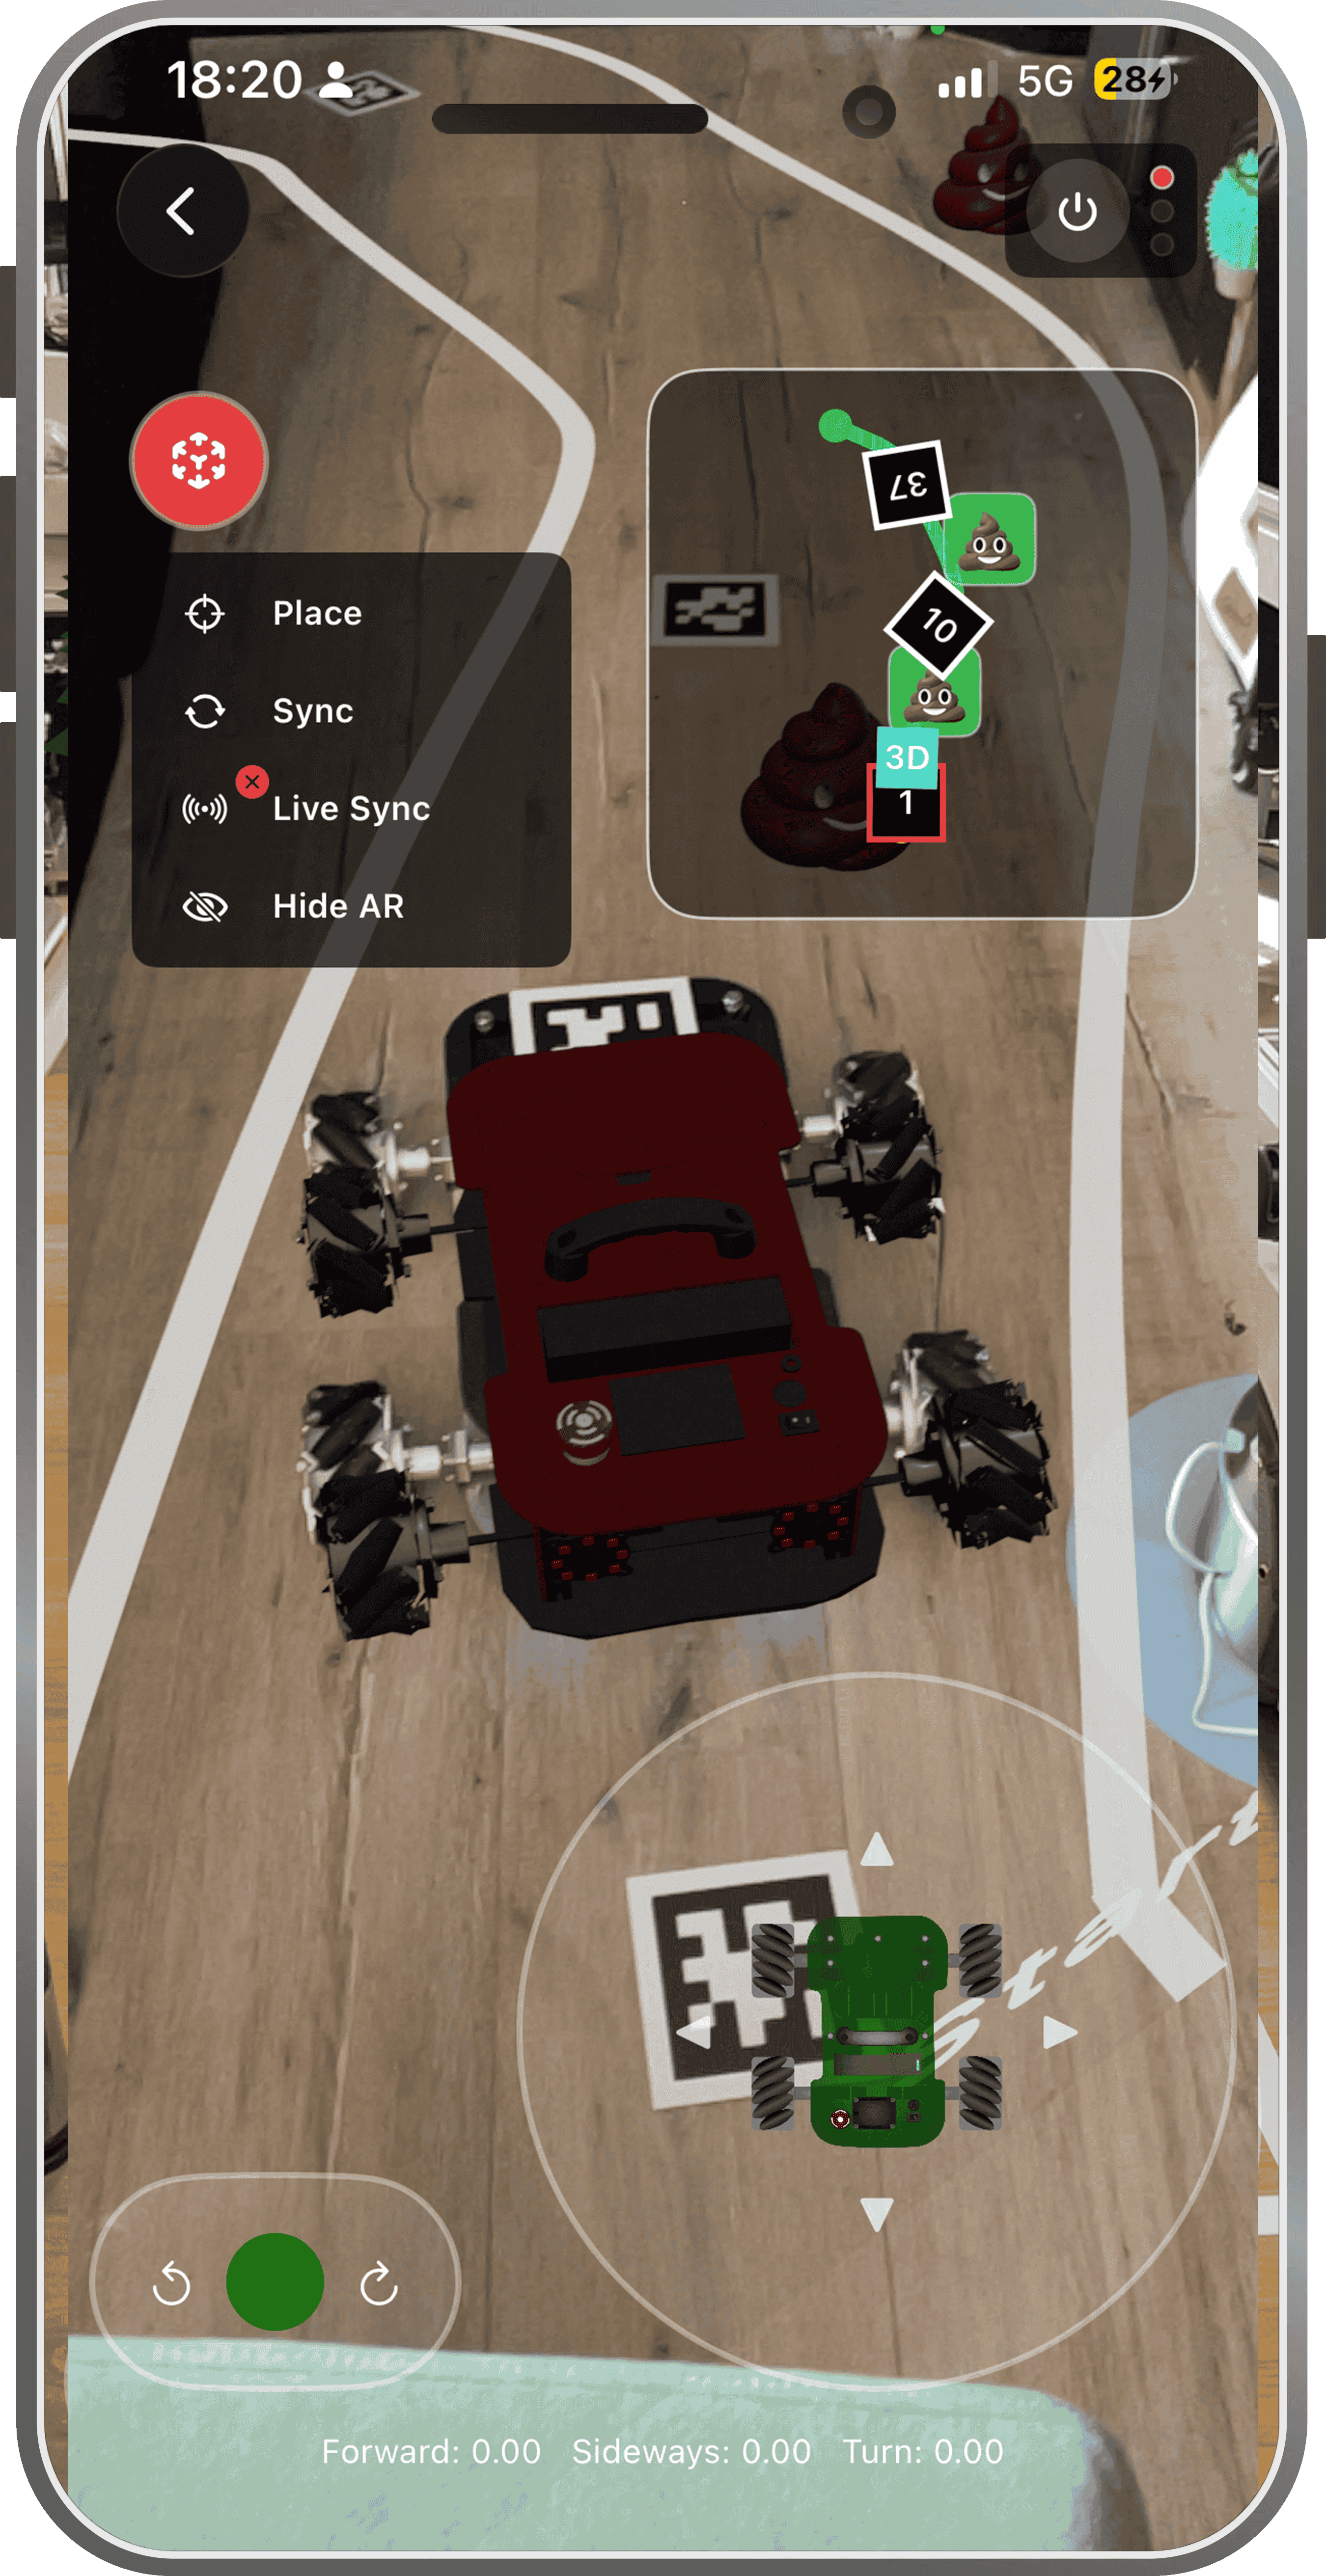 18:20 5G 28
37
10
3D
1
Place
Sync
Live Sync
Hide AR
Start
Forward: 0.00 Sideways: 0.00 Turn: 0.00